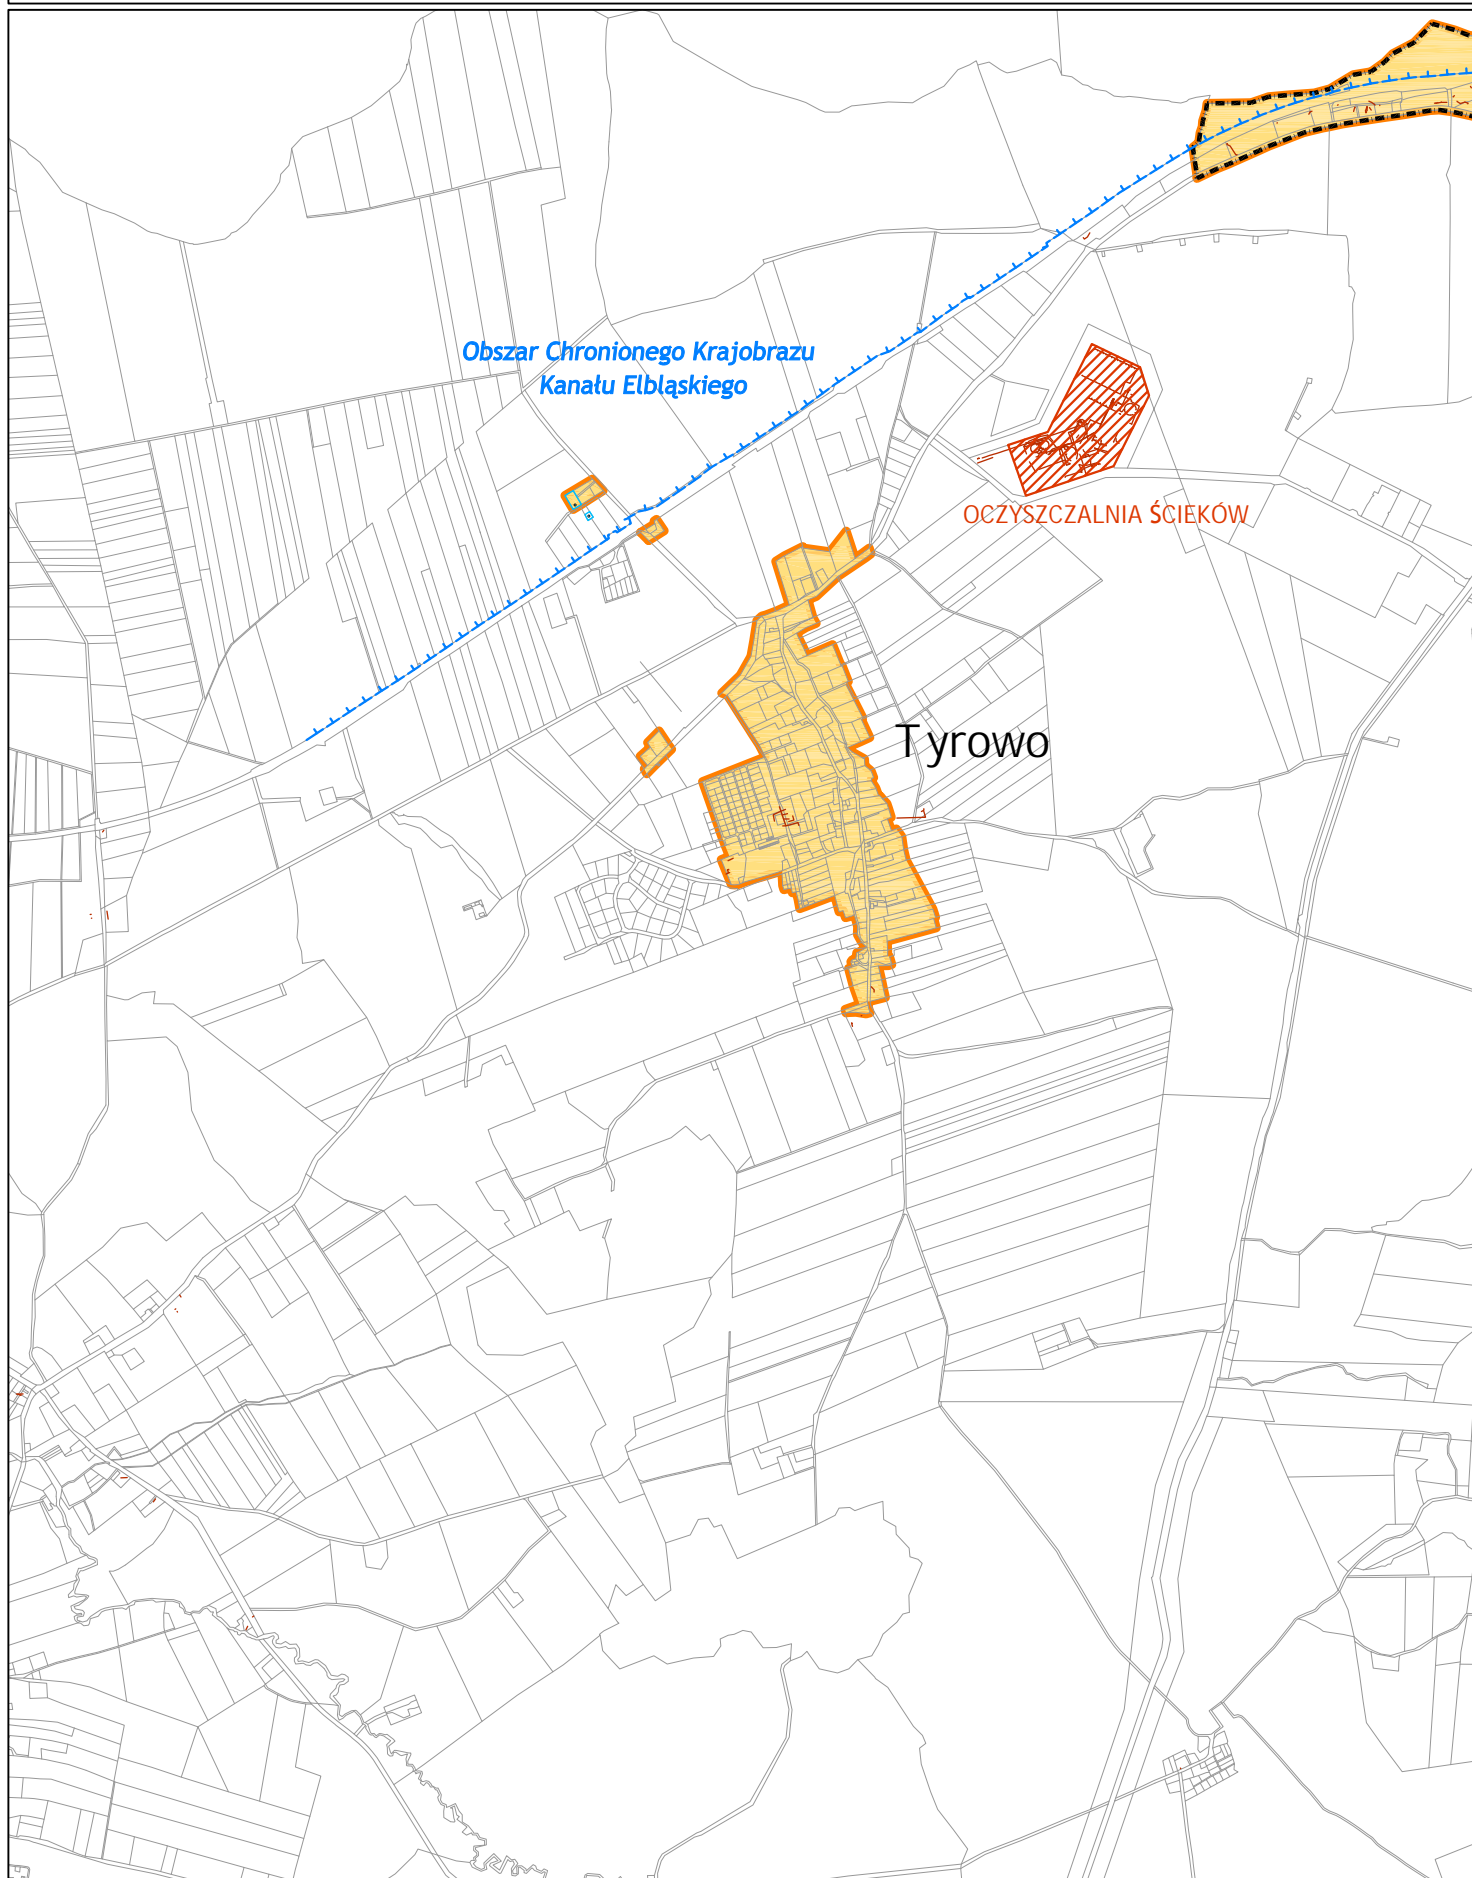 Obszar Chronionego Krajobrazu
Kanału Elbląskiego
OCZYSZCZALNIA ŚCIEKÓW
Tyrowo